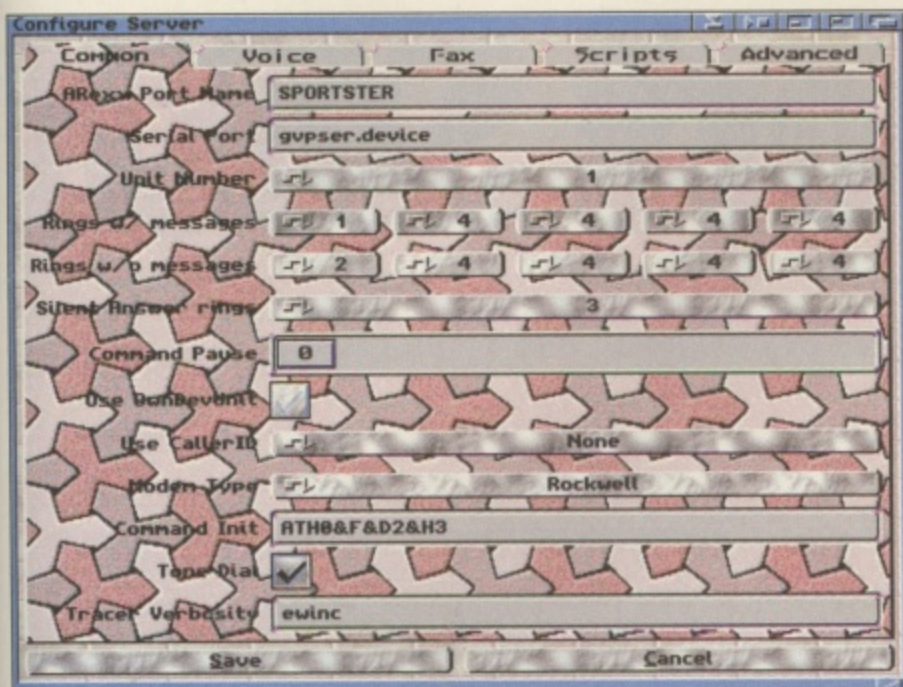 Configure Server
Common Voice Fax Scripts Advanced
ARexx Port Name SPORTSTER
Serial Port gvpser.device
Unit Number 1
Rings w/ messages 1 4 4 4 4
Rings w/o messages 2 4 4 4 4
Silent Answer rings 3
Command Pause 0
Use OwnDevUnit
Use CallerID None
Modem Type Rockwell
Command Init ATH0&F&D2&H3
Tone Dial
Tracer Verbosity ewinc
Save Cancel